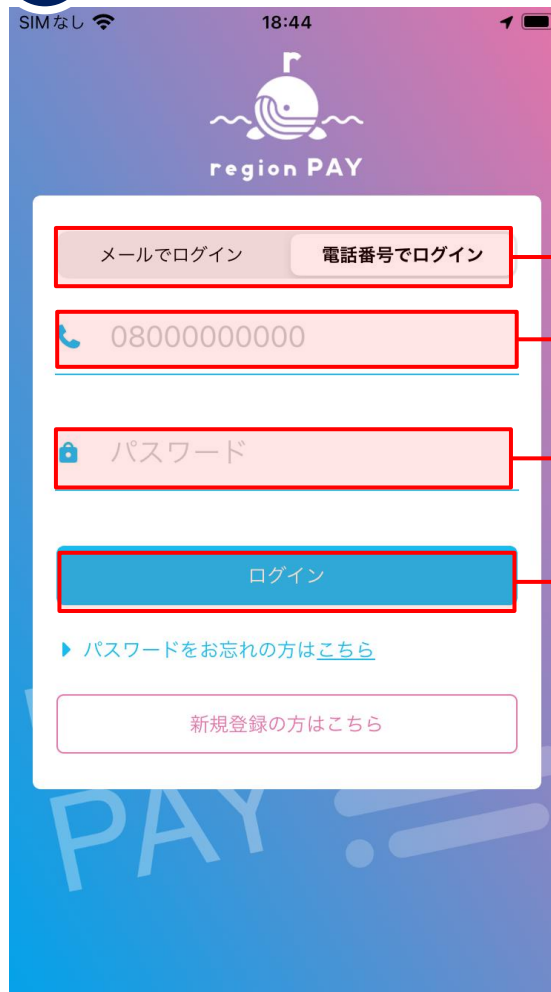 SIMなし 18:44
r
region PAY
メールでログイン 電話番号でログイン
08000000000
パスワード
ログイン
パスワードをお忘れの方はこちら
新規登録の方はこちら
PAY